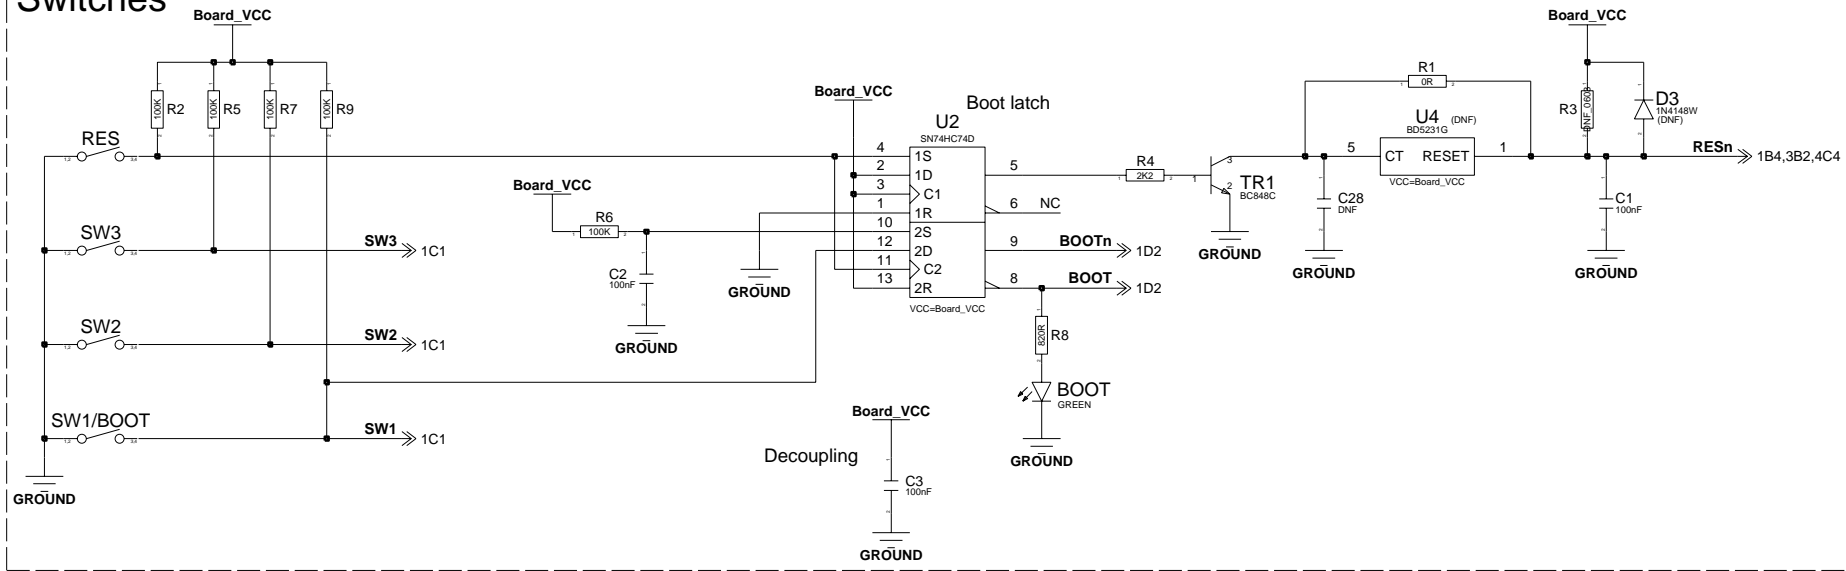 Switches
Board_VCC
R2 100K
R5 100K
R7 100K
R9 100K
RES
SW3
SW3 1C1
SW2
SW2 1C1
SW1/BOOT
SW1 1C1
GROUND
Board_VCC
R6
100K
C2
100nF
GROUND
GROUND
Board_VCC
Boot latch
U2
SN74HC74D
4 1S
2 1D
3 C1
1 1R
10 2S
12 2D
11 C2
13 2R
5
6 NC
9 BOOTn 1D2
8 BOOT 1D2
VCC=Board_VCC
R8
820R
BOOT
GREEN
GROUND
Decoupling
Board_VCC
C3
100nF
GROUND
R4
2K2
1
3
2
TR1
BC848C
GROUND
R1
0R
U4 (DNF)
BD5231G
5 CT RESET 1
VCC=Board_VCC
C28
DNF
GROUND
Board_VCC
R3
DNF_0603
D3
1N4148W
(DNF)
C1
100nF
GROUND
RESn 1B4,3B2,4C4